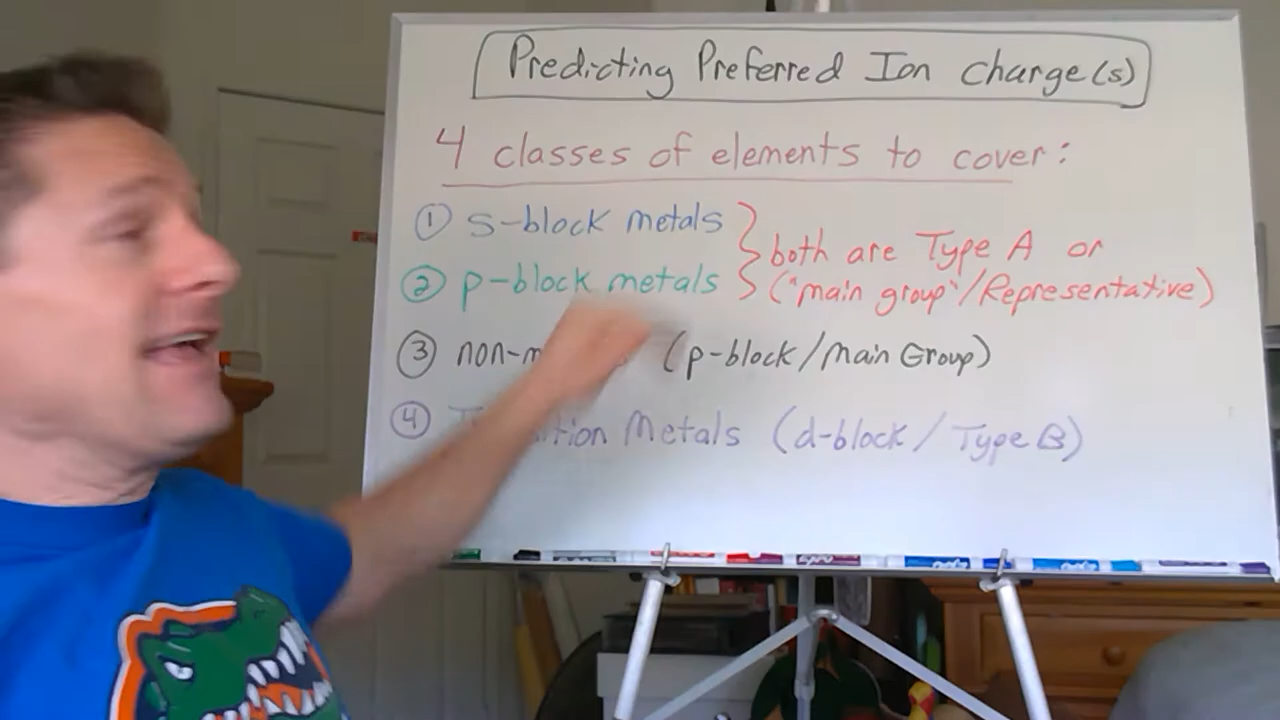 Predicting Preferred Ion Charge(s)
4 classes of elements to cover:
① s-block metals
② p-block metals
both are Type A or
("main group"/Representative)
③ non-m (p-block/Main Group)
④ Metals (d-block/Type B)
expo